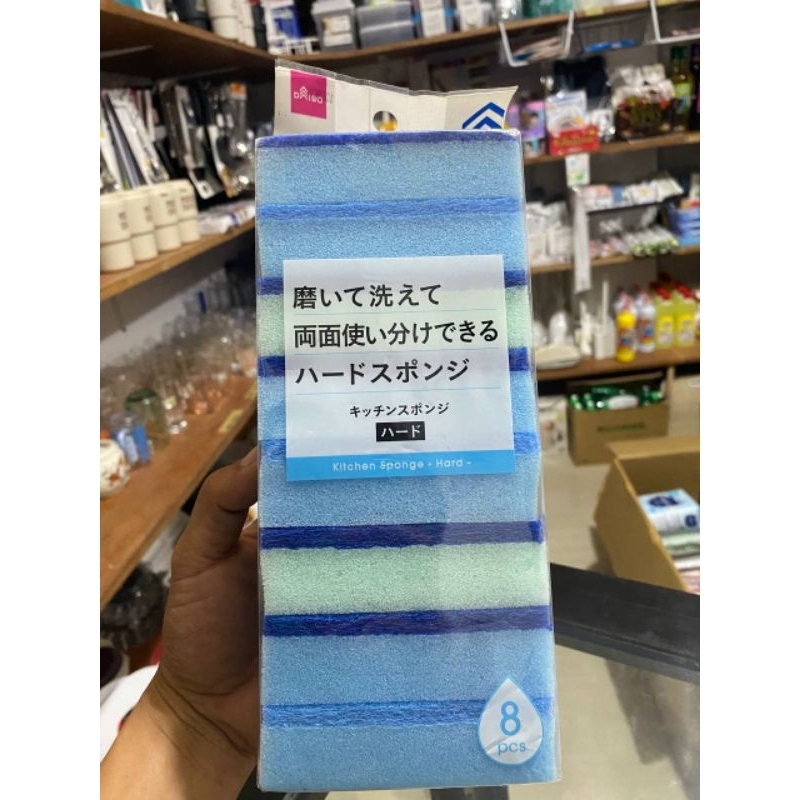 DAISO
磨いて洗えて
両面使い分けできる
ハードスポンジ
キッチンスポンジ
ハード
Kitchen Sponge - Hard -
8
pcs